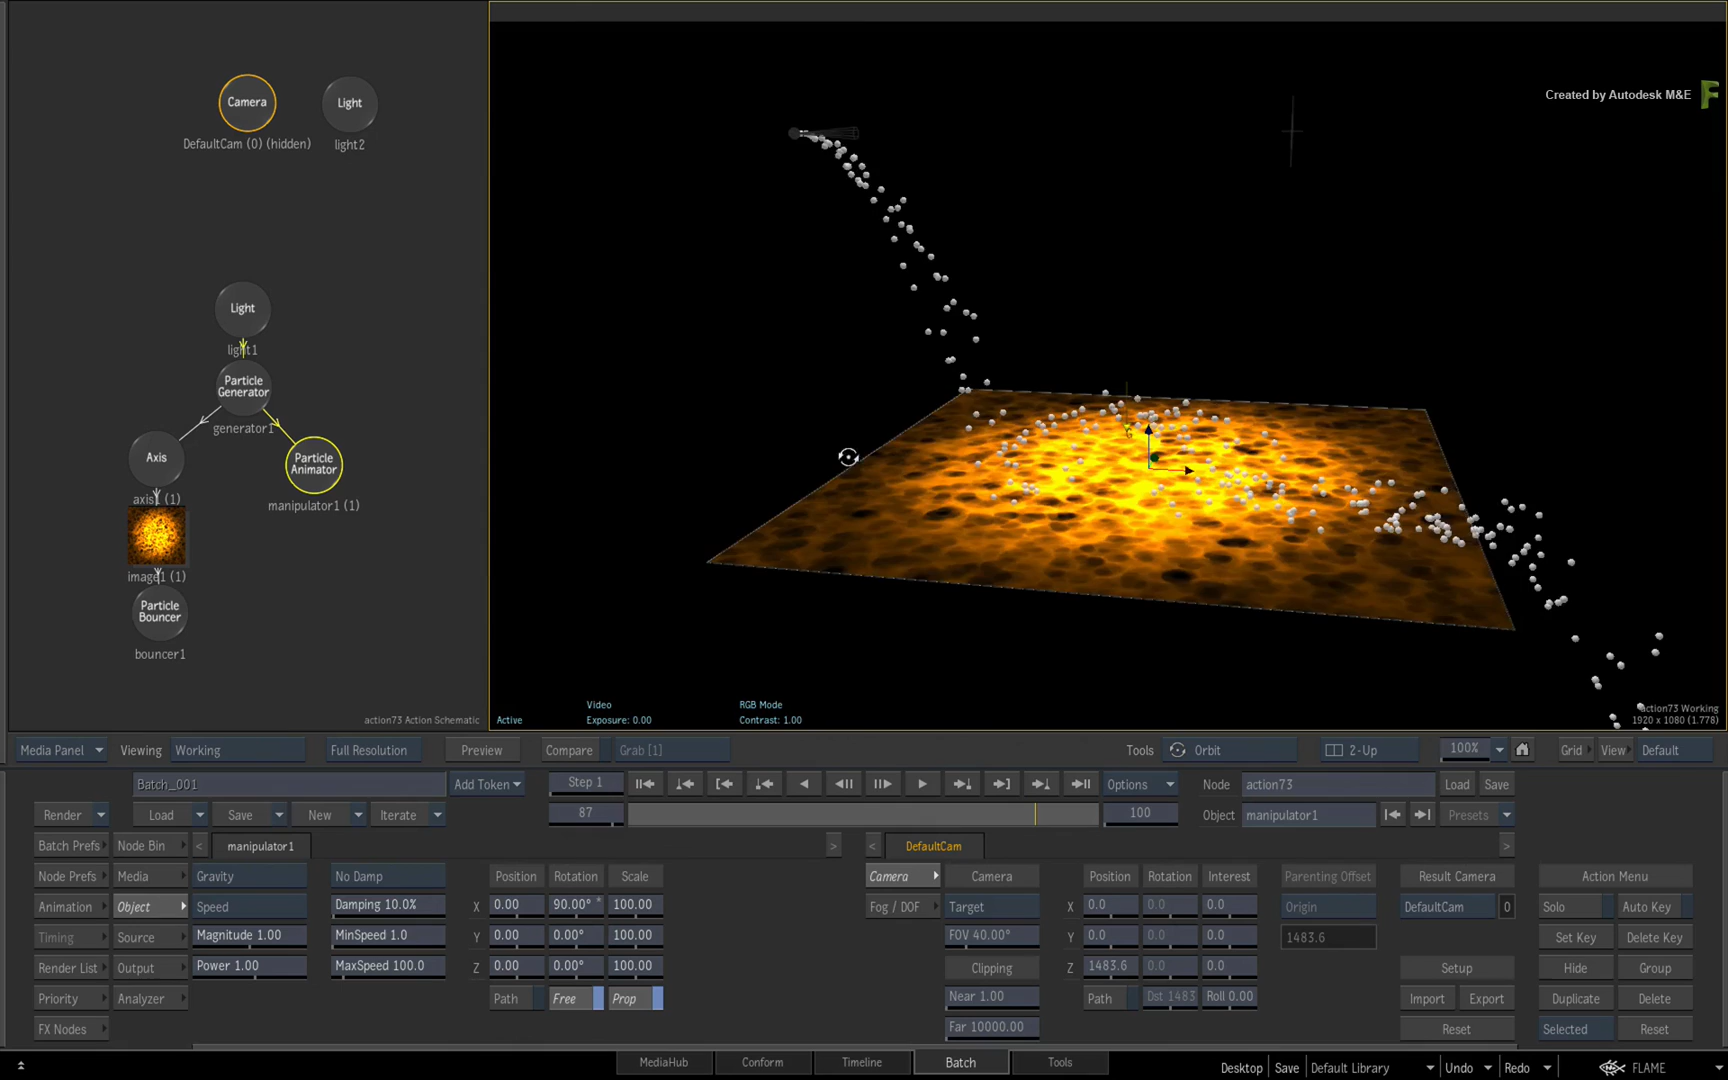 Created by Autodesk M&E
Camera
DefaultCam (0) (hidden)
Light
light2
Light
light1
Particle
Generator
generator1
Axis
axis1 (1)
Particle
Animator
manipulator1 (1)
image1 (1)
Particle
Bouncer
bouncer1
action73 Action Schematic
Active
Video
Exposure: 0.00
RGB Mode
Contrast: 1.00
action73 Working
1920 x 1080 (1.778)
Media Panel
Viewing
Working
Full Resolution
Preview
Compare
Grab [1]
Tools
Orbit
2-Up
100%
Grid
View
Default
Batch_001
Add Token
Step 1
Options
Node
action73
Load
Save
Render
Load
Save
New
Iterate
87
100
Object
manipulator1
Presets
Batch Prefs
Node Bin
<
manipulator1
>
<
DefaultCam
>
Node Prefs
Media
Gravity
No Damp
Position
Rotation
Scale
Camera
Camera
Position
Rotation
Interest
Parenting Offset
Result Camera
Action Menu
Animation
Object
Speed
Damping 10.0%
X
0.00
90.00° *
100.00
Fog / DOF
Target
X
0.0
0.0
0.0
Origin
DefaultCam
0
Solo
Auto Key
Timing
Source
Magnitude 1.00
MinSpeed 1.0
Y
0.00
0.00°
100.00
FOV 40.00°
Y
0.0
0.0
0.0
1483.6
Set Key
Delete Key
Render List
Output
Power 1.00
MaxSpeed 100.0
Z
0.00
0.00°
100.00
Clipping
Z
1483.6
0.0
0.0
Setup
Hide
Group
Priority
Analyzer
Path
Free
Prop
Near 1.00
Path
Dst 1483
Roll 0.00
Import
Export
Duplicate
Delete
FX Nodes
Far 10000.00
Reset
Selected
Reset
MediaHub
Conform
Timeline
Batch
Tools
Desktop
Save
Default Library
Undo
Redo
FLAME